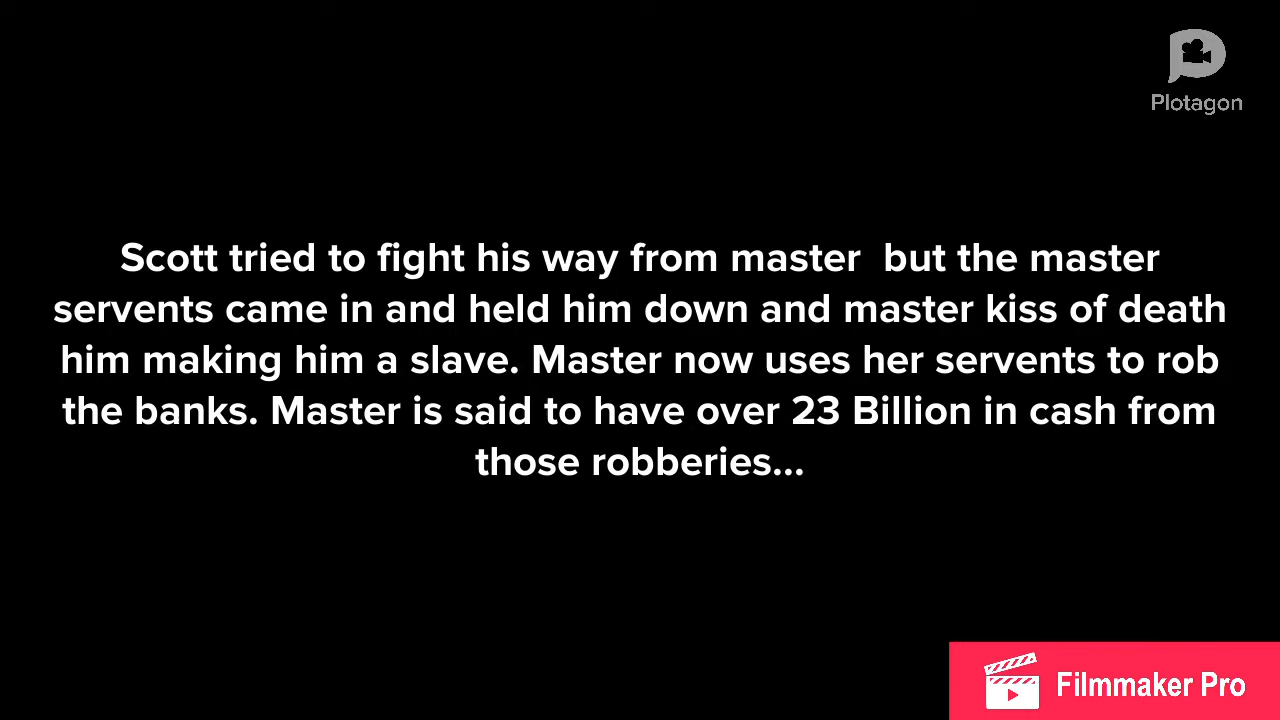 Plotagon
Scott tried to fight his way from master  but the master
servents came in and held him down and master kiss of death
him making him a slave. Master now uses her servents to rob
the banks. Master is said to have over 23 Billion in cash from
those robberies...
Filmmaker Pro